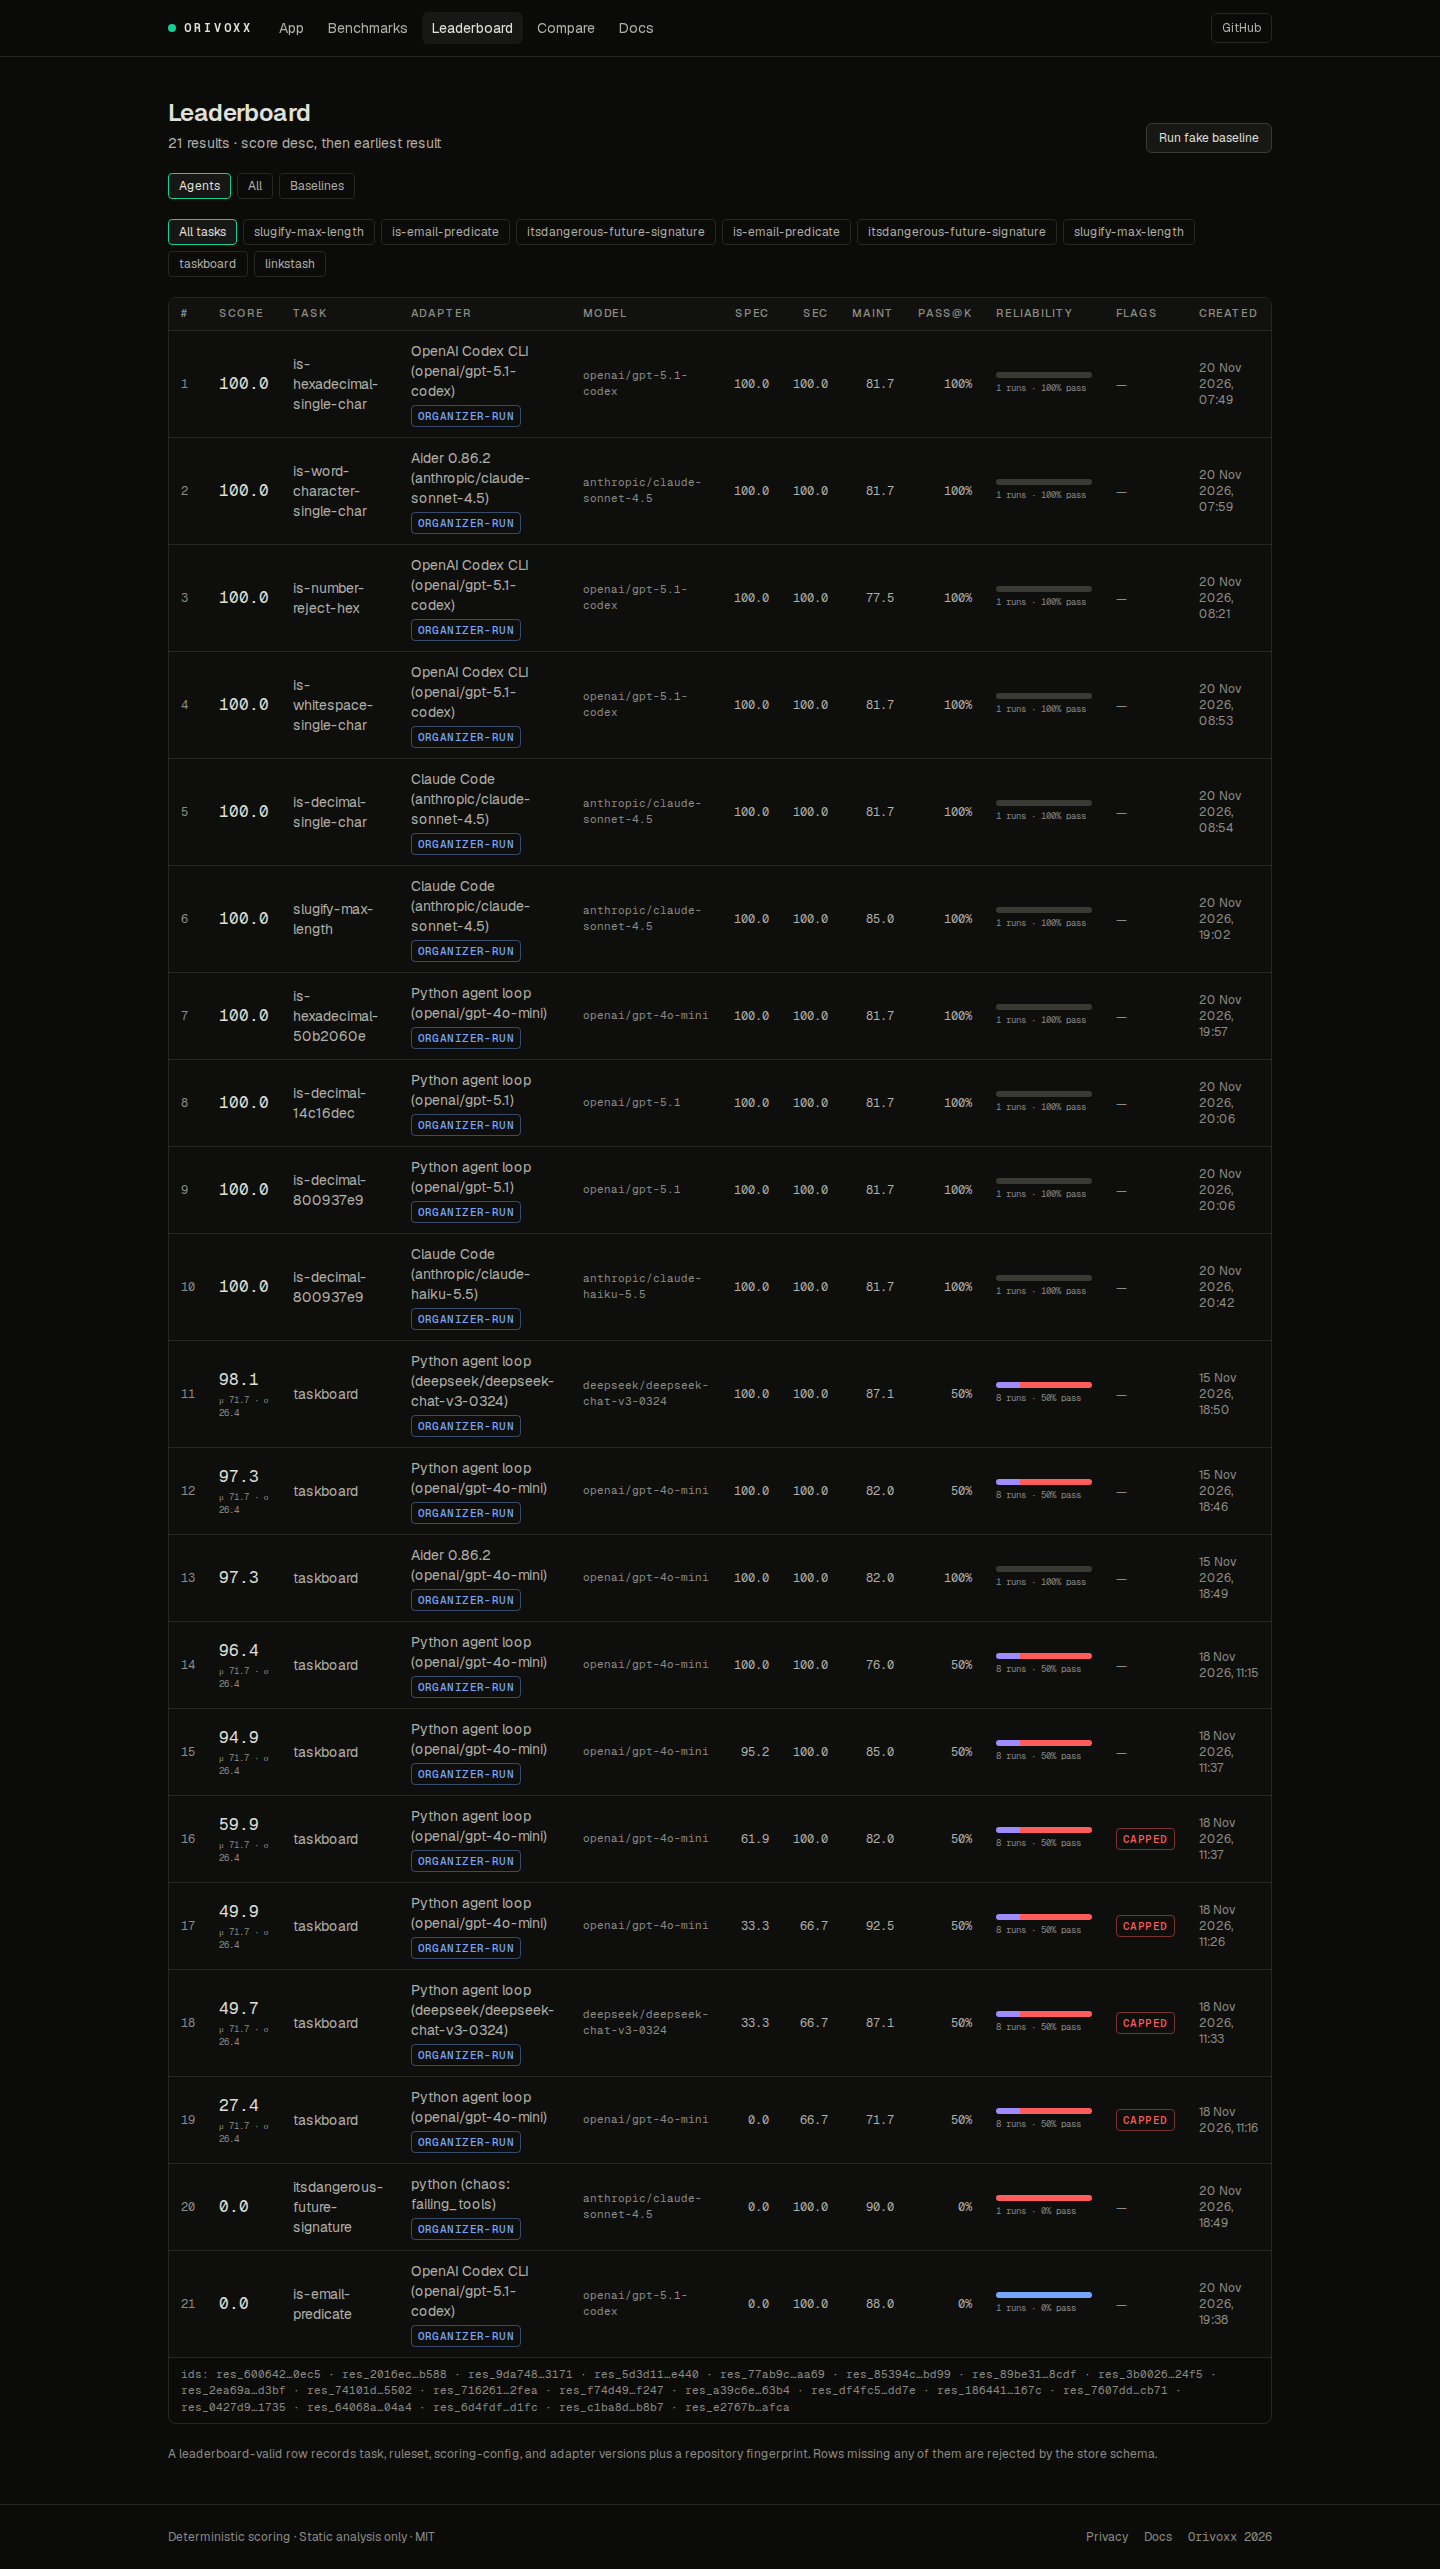 ORIVOXX App Benchmarks Leaderboard Compare Docs GitHub
Leaderboard
21 results · score desc, then earliest result
Run fake baseline
Agents All Baselines
All tasks slugify-max-length is-email-predicate itsdangerous-future-signature is-email-predicate itsdangerous-future-signature slugify-max-length
taskboard linkstash
# SCORE TASK ADAPTER MODEL SPEC SEC MAINT PASS@K RELIABILITY FLAGS CREATED
1 100.0 is-hexadecimal-single-char OpenAI Codex CLI (openai/gpt-5.1-codex) ORGANIZER-RUN openai/gpt-5.1-codex 100.0 100.0 81.7 100% 1 runs · 100% pass — 20 Nov 2026, 07:49
2 100.0 is-word-character-single-char Aider 0.86.2 (anthropic/claude-sonnet-4.5) ORGANIZER-RUN anthropic/claude-sonnet-4.5 100.0 100.0 81.7 100% 1 runs · 100% pass — 20 Nov 2026, 07:59
3 100.0 is-number-reject-hex OpenAI Codex CLI (openai/gpt-5.1-codex) ORGANIZER-RUN openai/gpt-5.1-codex 100.0 100.0 77.5 100% 1 runs · 100% pass — 20 Nov 2026, 08:21
4 100.0 is-whitespace-single-char OpenAI Codex CLI (openai/gpt-5.1-codex) ORGANIZER-RUN openai/gpt-5.1-codex 100.0 100.0 81.7 100% 1 runs · 100% pass — 20 Nov 2026, 08:53
5 100.0 is-decimal-single-char Claude Code (anthropic/claude-sonnet-4.5) ORGANIZER-RUN anthropic/claude-sonnet-4.5 100.0 100.0 81.7 100% 1 runs · 100% pass — 20 Nov 2026, 08:54
6 100.0 slugify-max-length Claude Code (anthropic/claude-sonnet-4.5) ORGANIZER-RUN anthropic/claude-sonnet-4.5 100.0 100.0 85.0 100% 1 runs · 100% pass — 20 Nov 2026, 19:02
7 100.0 is-hexadecimal-50b2060e Python agent loop (openai/gpt-4o-mini) ORGANIZER-RUN openai/gpt-4o-mini 100.0 100.0 81.7 100% 1 runs · 100% pass — 20 Nov 2026, 19:57
8 100.0 is-decimal-14c16dec Python agent loop (openai/gpt-5.1) ORGANIZER-RUN openai/gpt-5.1 100.0 100.0 81.7 100% 1 runs · 100% pass — 20 Nov 2026, 20:06
9 100.0 is-decimal-800937e9 Python agent loop (openai/gpt-5.1) ORGANIZER-RUN openai/gpt-5.1 100.0 100.0 81.7 100% 1 runs · 100% pass — 20 Nov 2026, 20:06
10 100.0 is-decimal-800937e9 Claude Code (anthropic/claude-haiku-5.5) ORGANIZER-RUN anthropic/claude-haiku-5.5 100.0 100.0 81.7 100% 1 runs · 100% pass — 20 Nov 2026, 20:42
11 98.1 μ 71.7 · σ 26.4 taskboard Python agent loop (deepseek/deepseek-chat-v3-0324) ORGANIZER-RUN deepseek/deepseek-chat-v3-0324 100.0 100.0 87.1 50% 8 runs · 50% pass — 15 Nov 2026, 18:50
12 97.3 μ 71.7 · σ 26.4 taskboard Python agent loop (openai/gpt-4o-mini) ORGANIZER-RUN openai/gpt-4o-mini 100.0 100.0 82.0 50% 8 runs · 50% pass — 15 Nov 2026, 18:46
13 97.3 taskboard Aider 0.86.2 (openai/gpt-4o-mini) ORGANIZER-RUN openai/gpt-4o-mini 100.0 100.0 82.0 100% 1 runs · 100% pass — 15 Nov 2026, 18:49
14 96.4 μ 71.7 · σ 26.4 taskboard Python agent loop (openai/gpt-4o-mini) ORGANIZER-RUN openai/gpt-4o-mini 100.0 100.0 76.0 50% 8 runs · 50% pass — 18 Nov 2026, 11:15
15 94.9 μ 71.7 · σ 26.4 taskboard Python agent loop (openai/gpt-4o-mini) ORGANIZER-RUN openai/gpt-4o-mini 95.2 100.0 85.0 50% 8 runs · 50% pass — 18 Nov 2026, 11:37
16 59.9 μ 71.7 · σ 26.4 taskboard Python agent loop (openai/gpt-4o-mini) ORGANIZER-RUN openai/gpt-4o-mini 61.9 100.0 82.0 50% 8 runs · 50% pass CAPPED 18 Nov 2026, 11:37
17 49.9 μ 71.7 · σ 26.4 taskboard Python agent loop (openai/gpt-4o-mini) ORGANIZER-RUN openai/gpt-4o-mini 33.3 66.7 92.5 50% 8 runs · 50% pass CAPPED 18 Nov 2026, 11:26
18 49.7 μ 71.7 · σ 26.4 taskboard Python agent loop (deepseek/deepseek-chat-v3-0324) ORGANIZER-RUN deepseek/deepseek-chat-v3-0324 33.3 66.7 87.1 50% 8 runs · 50% pass CAPPED 18 Nov 2026, 11:33
19 27.4 μ 71.7 · σ 26.4 taskboard Python agent loop (openai/gpt-4o-mini) ORGANIZER-RUN openai/gpt-4o-mini 0.0 66.7 71.7 50% 8 runs · 50% pass CAPPED 18 Nov 2026, 11:16
20 0.0 itsdangerous-future-signature python (chaos: failing_tools) ORGANIZER-RUN anthropic/claude-sonnet-4.5 0.0 100.0 90.0 0% 1 runs · 0% pass — 20 Nov 2026, 18:49
21 0.0 is-email-predicate OpenAI Codex CLI (openai/gpt-5.1-codex) ORGANIZER-RUN openai/gpt-5.1-codex 0.0 100.0 88.0 0% 1 runs · 0% pass — 20 Nov 2026, 19:38
ids: res_600642…0ec5 · res_2016ec…b588 · res_9da748…3171 · res_5d3d11…e440 · res_77ab9c…aa69 · res_85394c…bd99 · res_89be31…8cdf · res_3b0026…24f5 ·
res_2ea69a…d3bf · res_74101d…5502 · res_716261…2fea · res_f74d49…f247 · res_a39c6e…63b4 · res_df4fc5…dd7e · res_186441…167c · res_7607dd…cb71 ·
res_0427d9…1735 · res_64068a…04a4 · res_6d4fdf…d1fc · res_c1ba8d…b8b7 · res_e2767b…afca
A leaderboard-valid row records task, ruleset, scoring-config, and adapter versions plus a repository fingerprint. Rows missing any of them are rejected by the store schema.
Deterministic scoring · Static analysis only · MIT Privacy Docs Orivoxx 2026